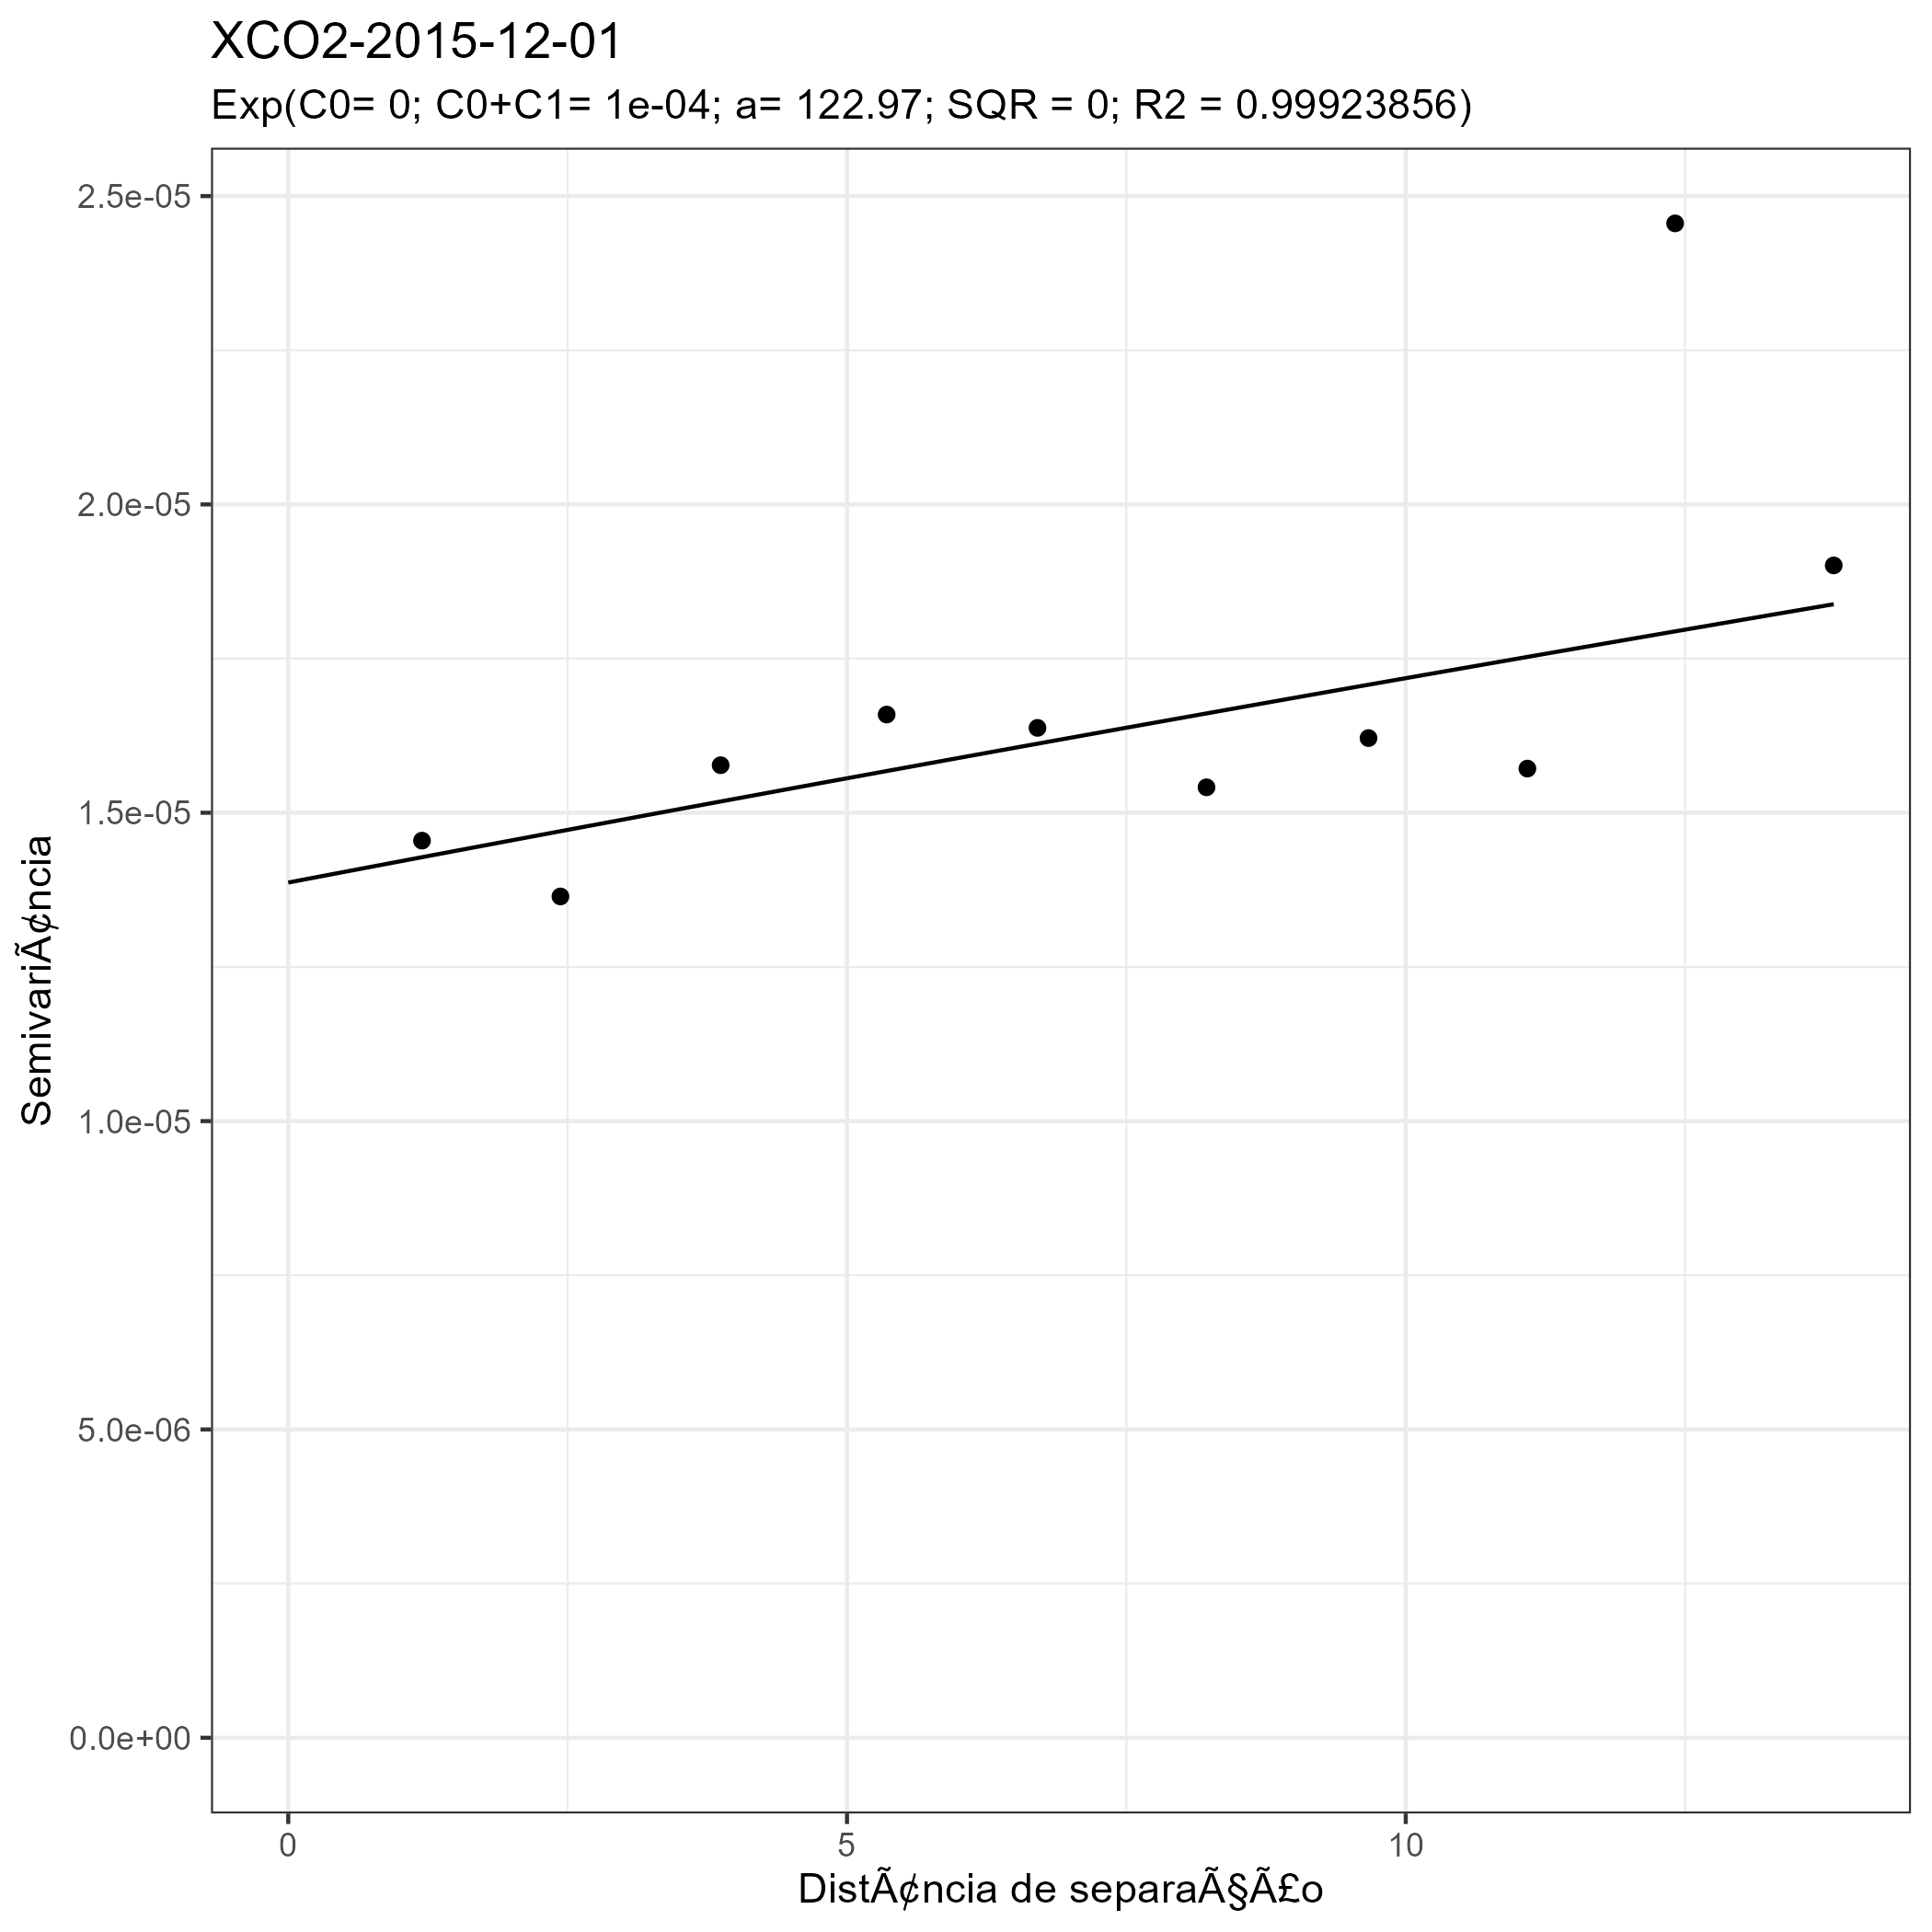 XCO2-2015-12-01
Exp(C0= 0; C0+C1= 1e-04; a= 122.97; SQR = 0; R2 = 0.99923856)
2.5e-05
2.0e-05
1.5e-05
1.0e-05
5.0e-06
0.0e+00
SemivariÃ¢ncia
0 5 10
DistÃ¢ncia de separaÃ§Ã£o